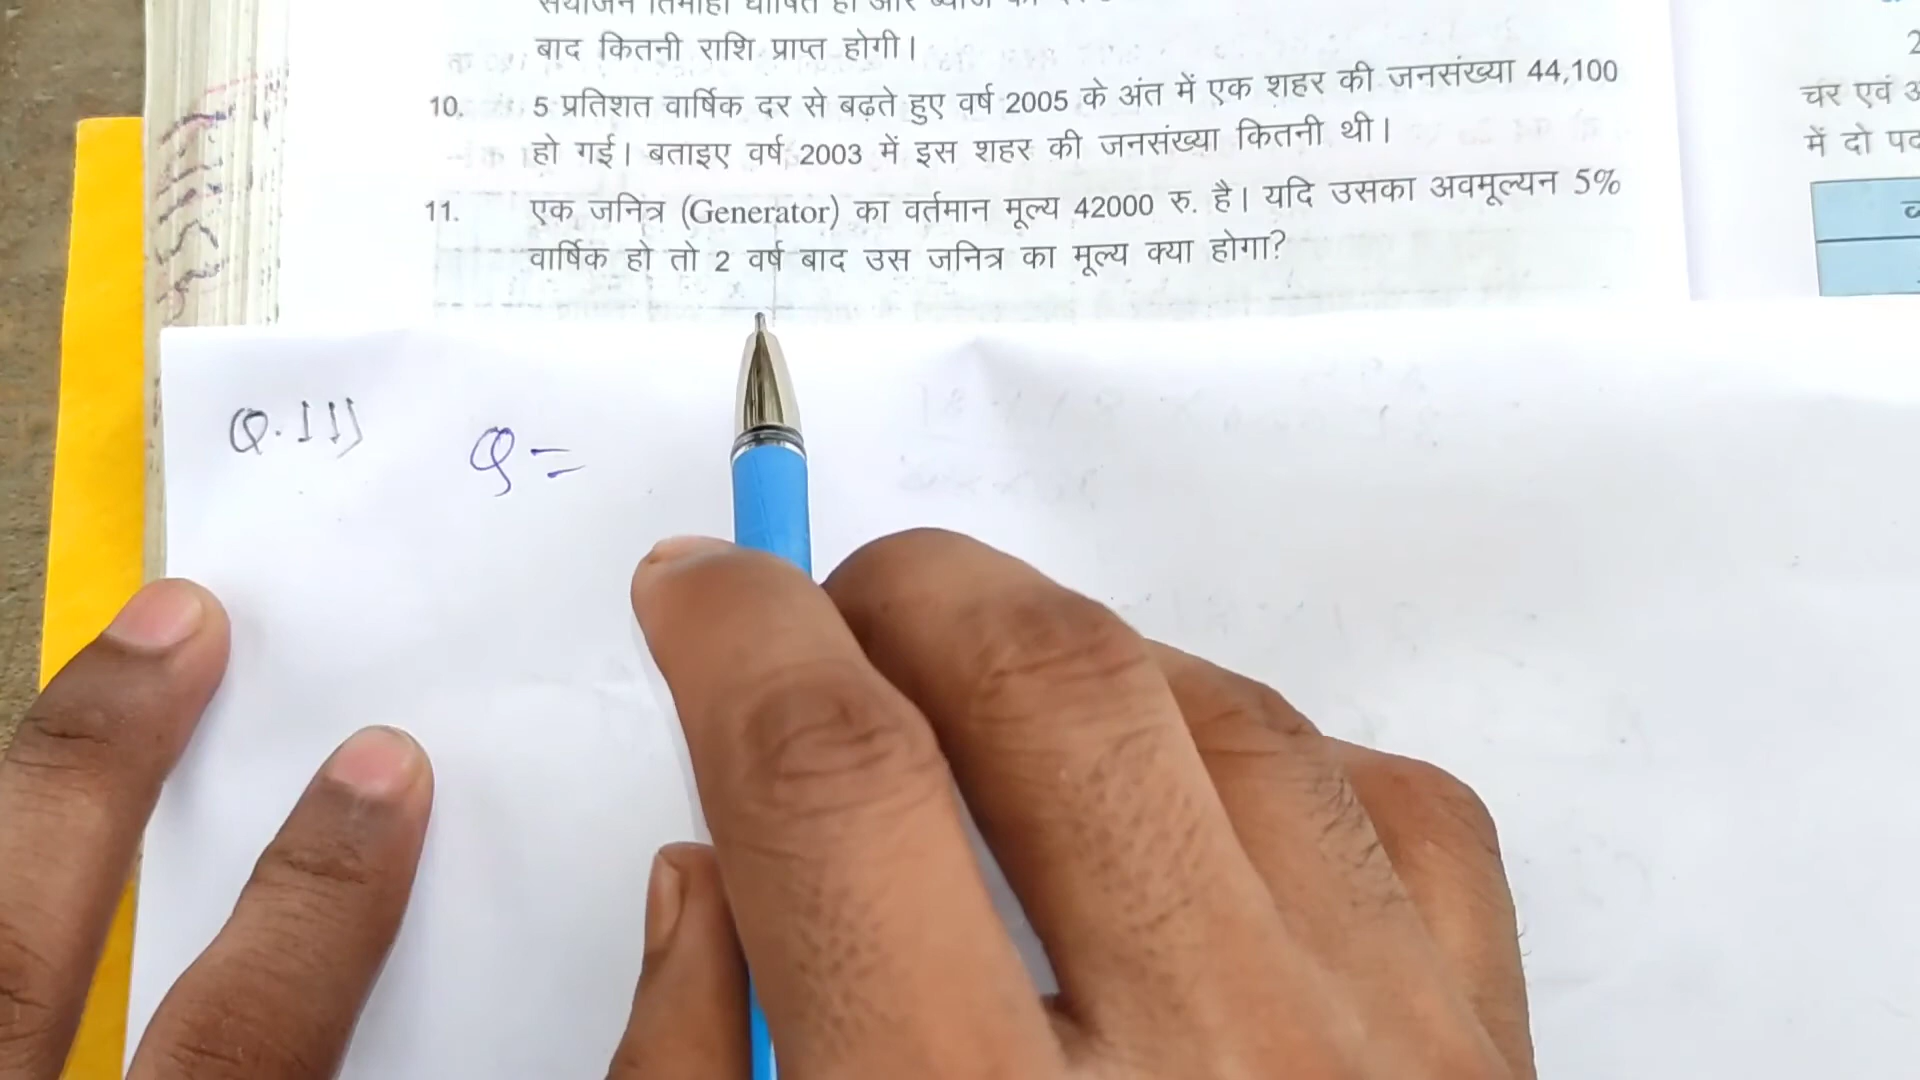 बाद कितनी राशि प्राप्त होगी।
10. 5 प्रतिशत वार्षिक दर से बढ़ते हुए वर्ष 2005 के अंत में एक शहर की जनसंख्या 44,100
हो गई। बताइए वर्ष 2003 में इस शहर की जनसंख्या कितनी थी।
11. एक जनित्र (Generator) का वर्तमान मूल्य 42000 रु. है। यदि उसका अवमूल्यन 5%
वार्षिक हो तो 2 वर्ष बाद उस जनित्र का मूल्य क्या होगा?
चर एवं
में दो
Q.11)